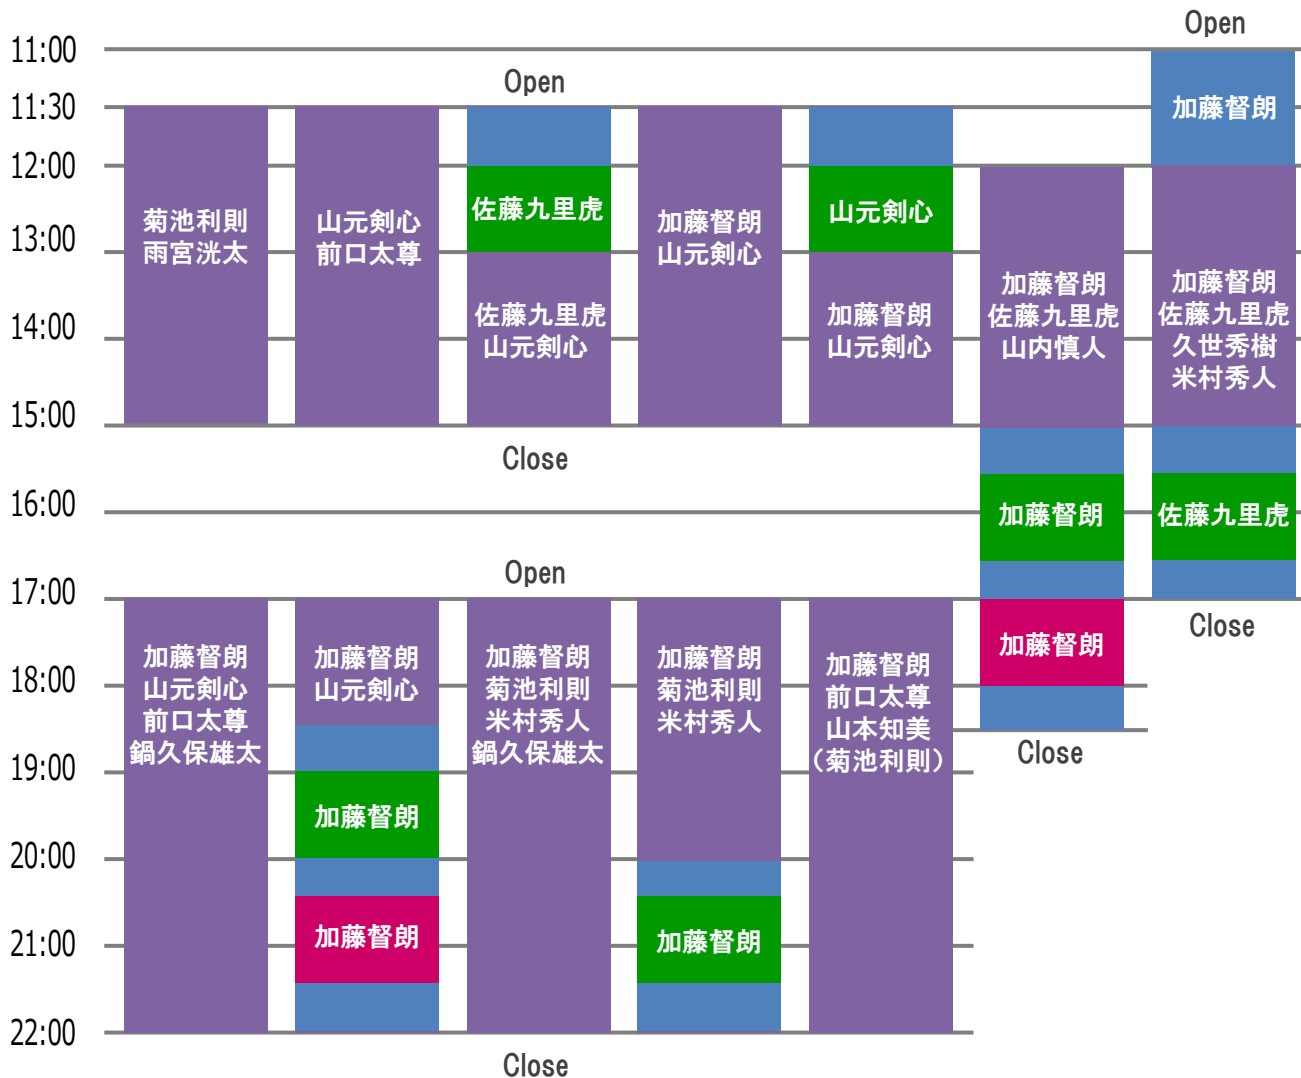 Open
11:00
加藤督朗
Open
11:30
12:00
菊池利則
雨宮洸太
山元剣心
前口太尊
佐藤九里虎
加藤督朗
山元剣心
山元剣心
13:00
佐藤九里虎
山元剣心
加藤督朗
山元剣心
加藤督朗
佐藤九里虎
山内慎人
加藤督朗
佐藤九里虎
久世秀樹
米村秀人
14:00
15:00
Close
16:00
加藤督朗
佐藤九里虎
Open
17:00
加藤督朗
Close
加藤督朗
山元剣心
前口太尊
鍋久保雄太
加藤督朗
山元剣心
加藤督朗
菊池利則
米村秀人
鍋久保雄太
加藤督朗
菊池利則
米村秀人
加藤督朗
前口太尊
山本知美
（菊池利則）
18:00
Close
19:00
加藤督朗
20:00
加藤督朗
加藤督朗
21:00
22:00
Close